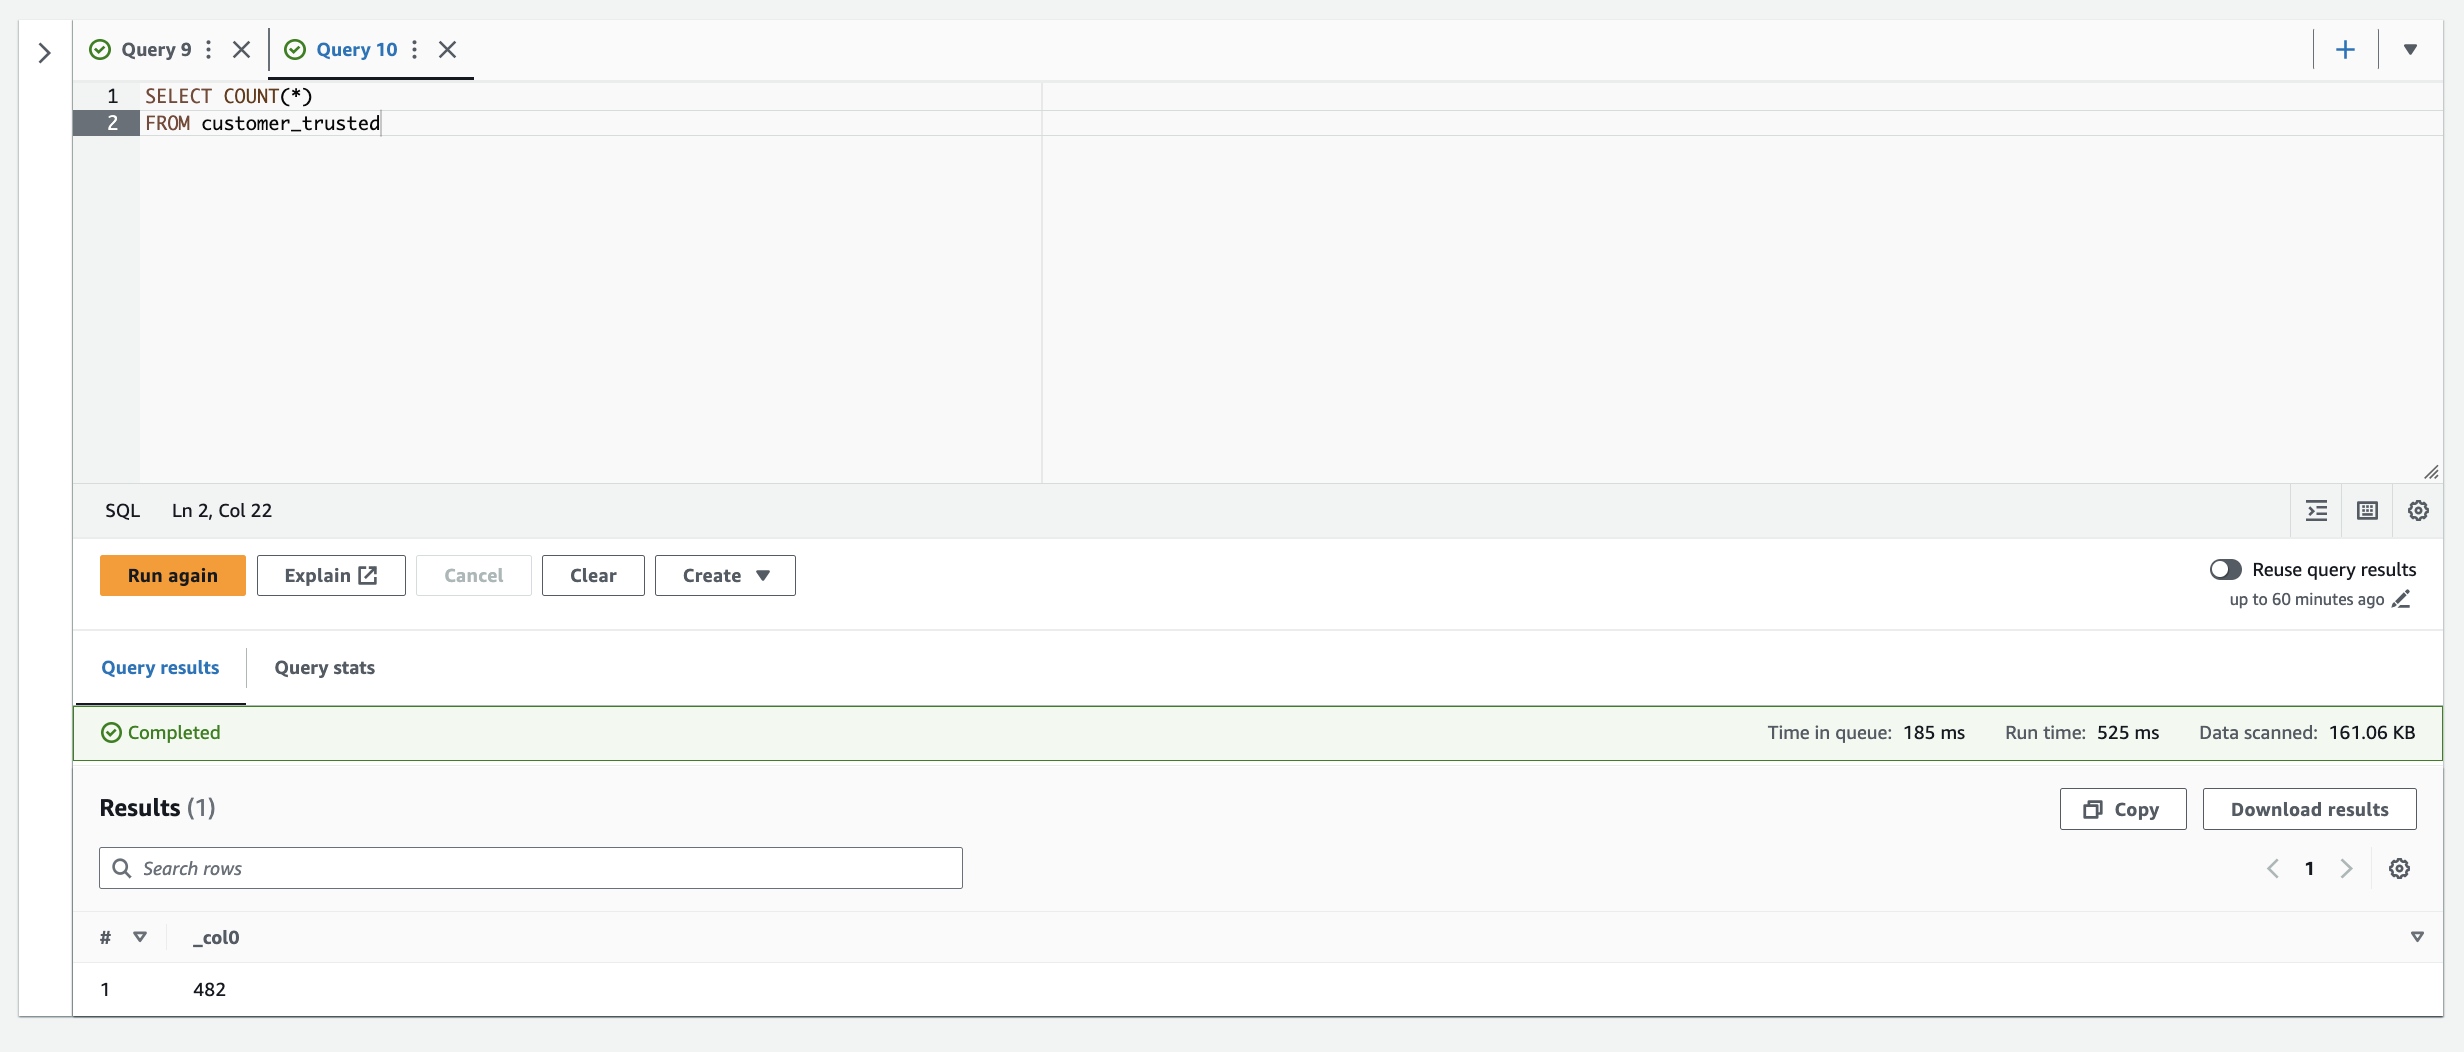 Query 9
Query 10
1 SELECT COUNT(*)
2 FROM customer_trusted
SQL Ln 2, Col 22
Run again Explain Cancel Clear Create
Reuse query results
up to 60 minutes ago
Query results Query stats
Completed Time in queue: 185 ms Run time: 525 ms Data scanned: 161.06 KB
Results (1)
Copy Download results
Search rows
1
# _col0
1 482